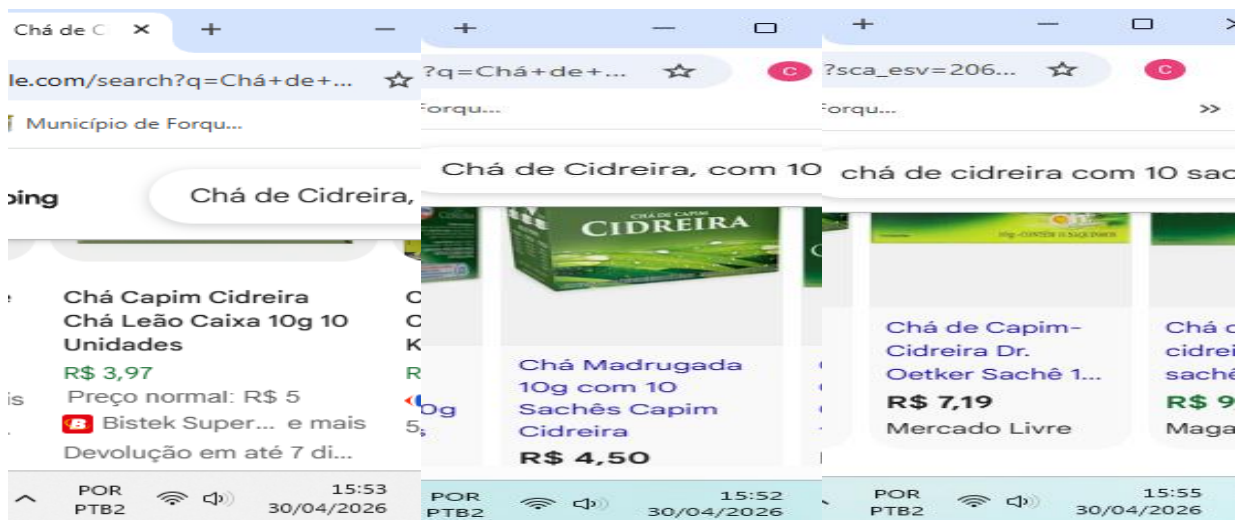 Chá de C
le.com/search?q=Chá+de+...
Município de Forqu...
ping
Chá de Cidreira,
Chá Capim Cidreira
Chá Leão Caixa 10g 10
Unidades
R$ 3,97
Preço normal: R$ 5
Bistek Super... e mais
Devolução em até 7 di...
POR
PTB2
15:53
30/04/2026
?q=Chá+de+...
C
Forqu...
Chá de Cidreira, com 10
CHÁ DE CAPIM
CIDREIRA
Chá Madrugada
10g com 10
Sachês Capim
Cidreira
R$ 4,50
POR
PTB2
15:52
30/04/2026
?sca_esv=206...
C
Forqu...
chá de cidreira com 10 sac
10g - CONTÉM 10 SAQUINHOS
Chá de Capim-
Cidreira Dr.
Oetker Sachê 1...
R$ 7,19
Mercado Livre
Chá d
cidrei
sachê
R$ 9
Maga
POR
PTB2
15:55
30/04/2026